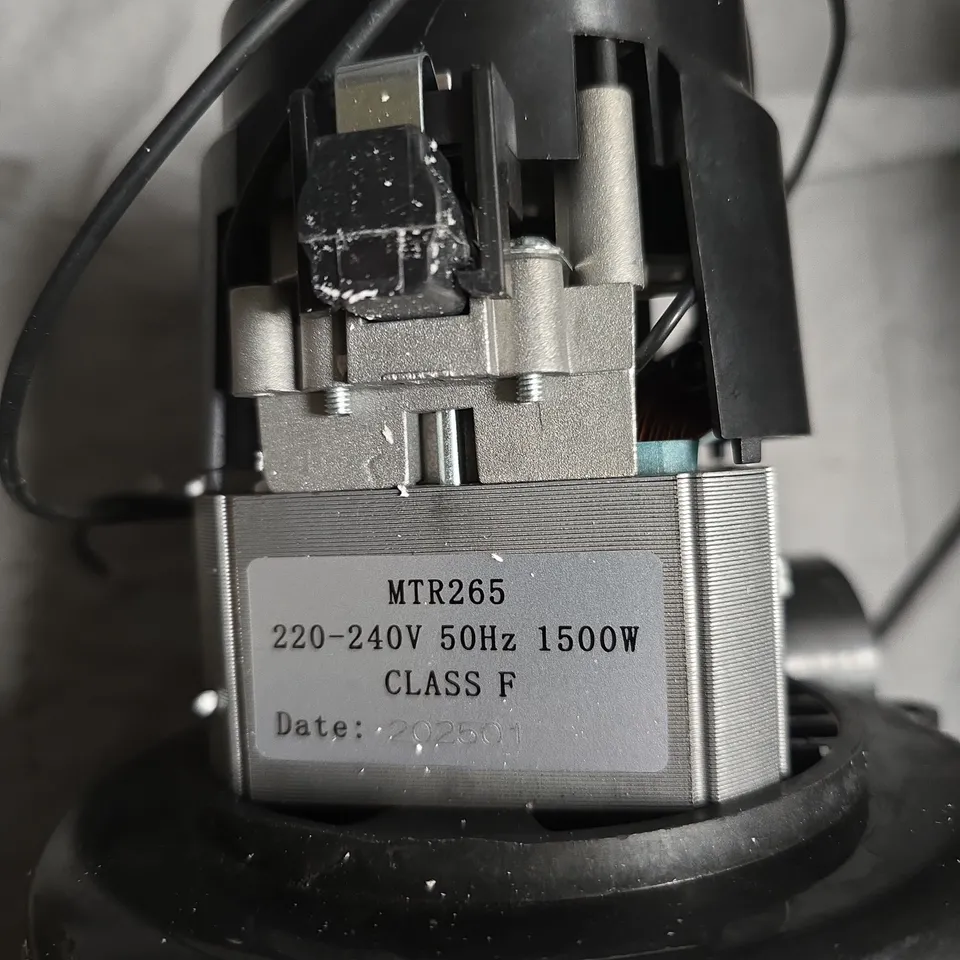 MTR265
220-240V 50Hz 1500W
CLASS F
Date: 202501